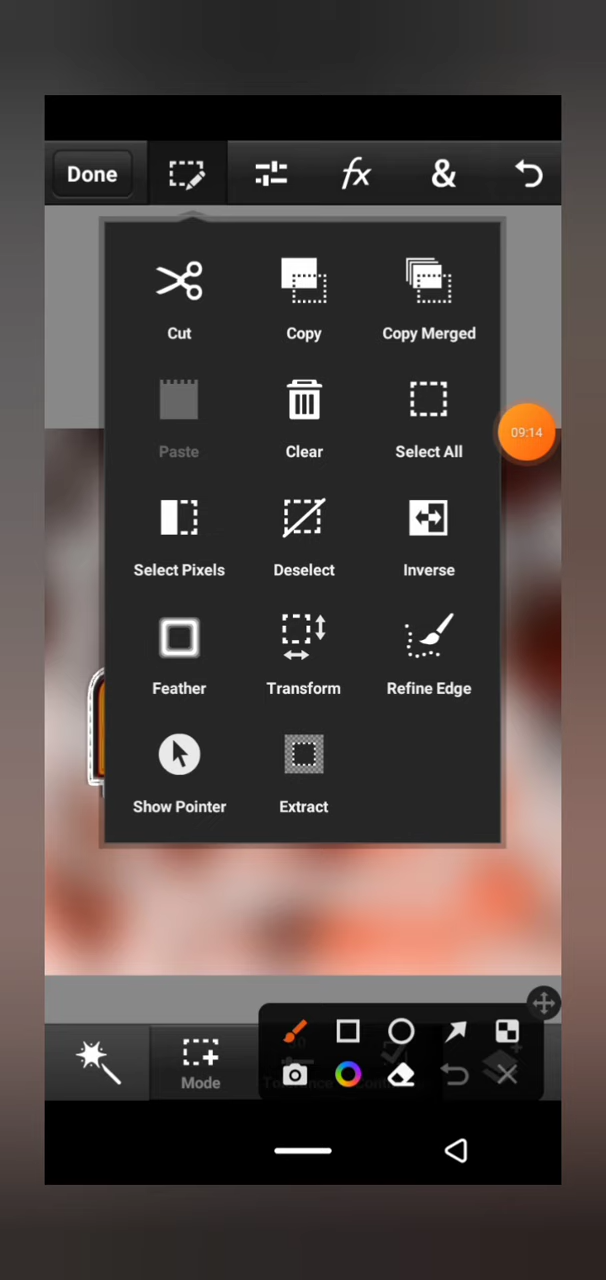 Done
Cut
Copy
Copy Merged
Paste
Clear
Select All
09:14
Select Pixels
Deselect
Inverse
Feather
Transform
Refine Edge
Show Pointer
Extract
Mode